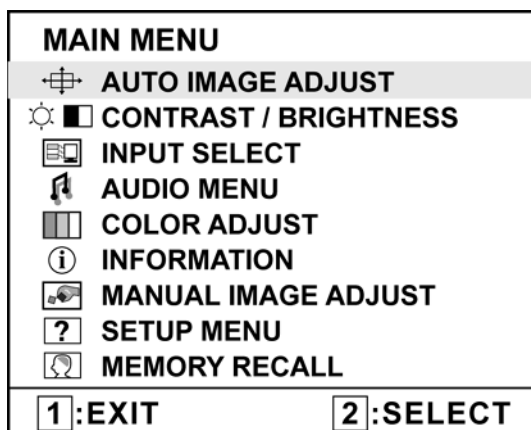 MAIN MENU
AUTO IMAGE ADJUST
CONTRAST / BRIGHTNESS
INPUT SELECT
AUDIO MENU
COLOR ADJUST
i INFORMATION
MANUAL IMAGE ADJUST
? SETUP MENU
MEMORY RECALL
1 :EXIT 2 :SELECT